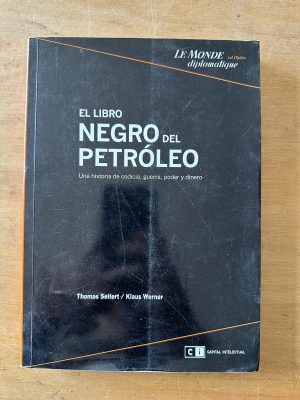 LE MONDE
diplomatique
EL LIBRO
NEGRO DEL
PETRÓLEO
Una historia de codicia, guerra, poder y dinero
Thomas Seifert / Klaus Werner
Ci CAPITAL INTELECTUAL